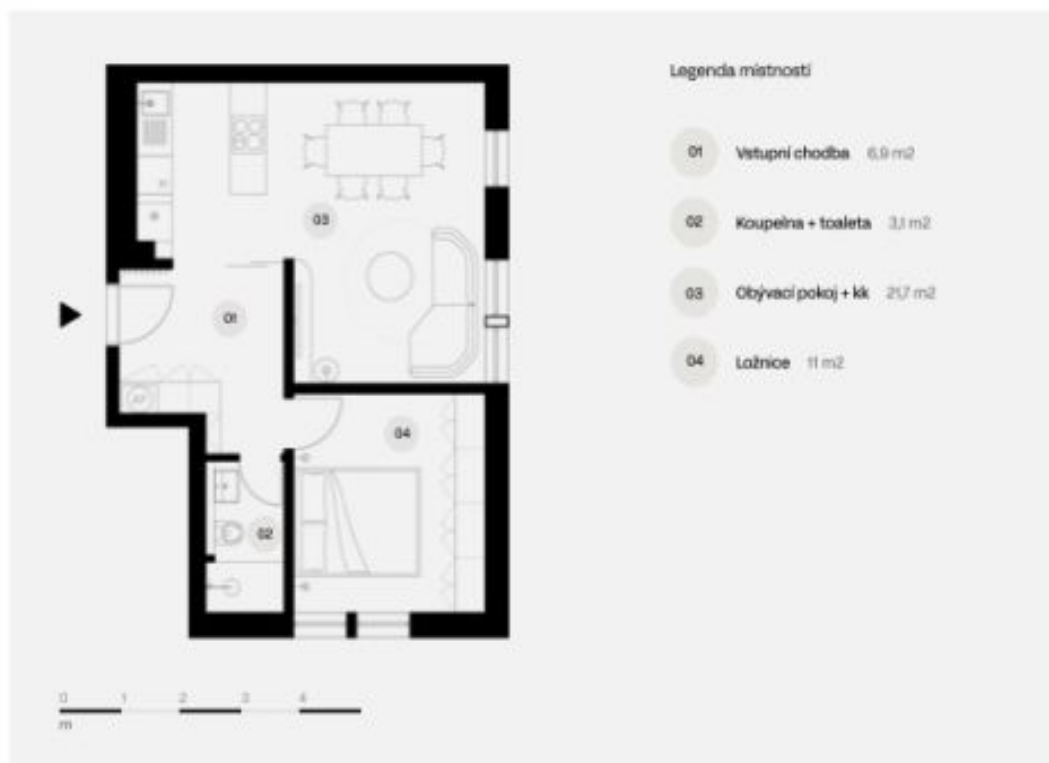 Legenda místností
01 Vstupní chodba 6,9 m2
02 Koupelna + toaleta 3,1 m2
03 Obývací pokoj + kk 21,7 m2
04 Ložnice 11 m2
03
01
04
02
0 1 2 3 4
m